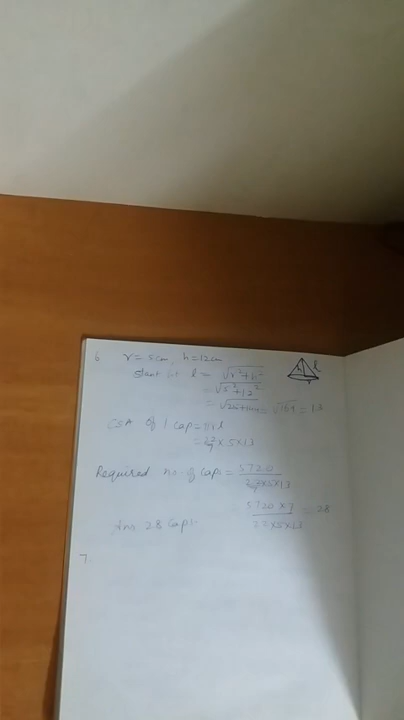 6 r = 5cm, h = 12cm
Slant ht l = √r²+h²
= √5²+12²
= √25+144 = √169 = 13
CSA of 1 cap = πrl
= 22/7 × 5 × 13
Required no. of caps = 5720 / 22/7×5×13
5720 × 7 / 22×5×13 = 28
Ans 28 Caps.
7.
h l r